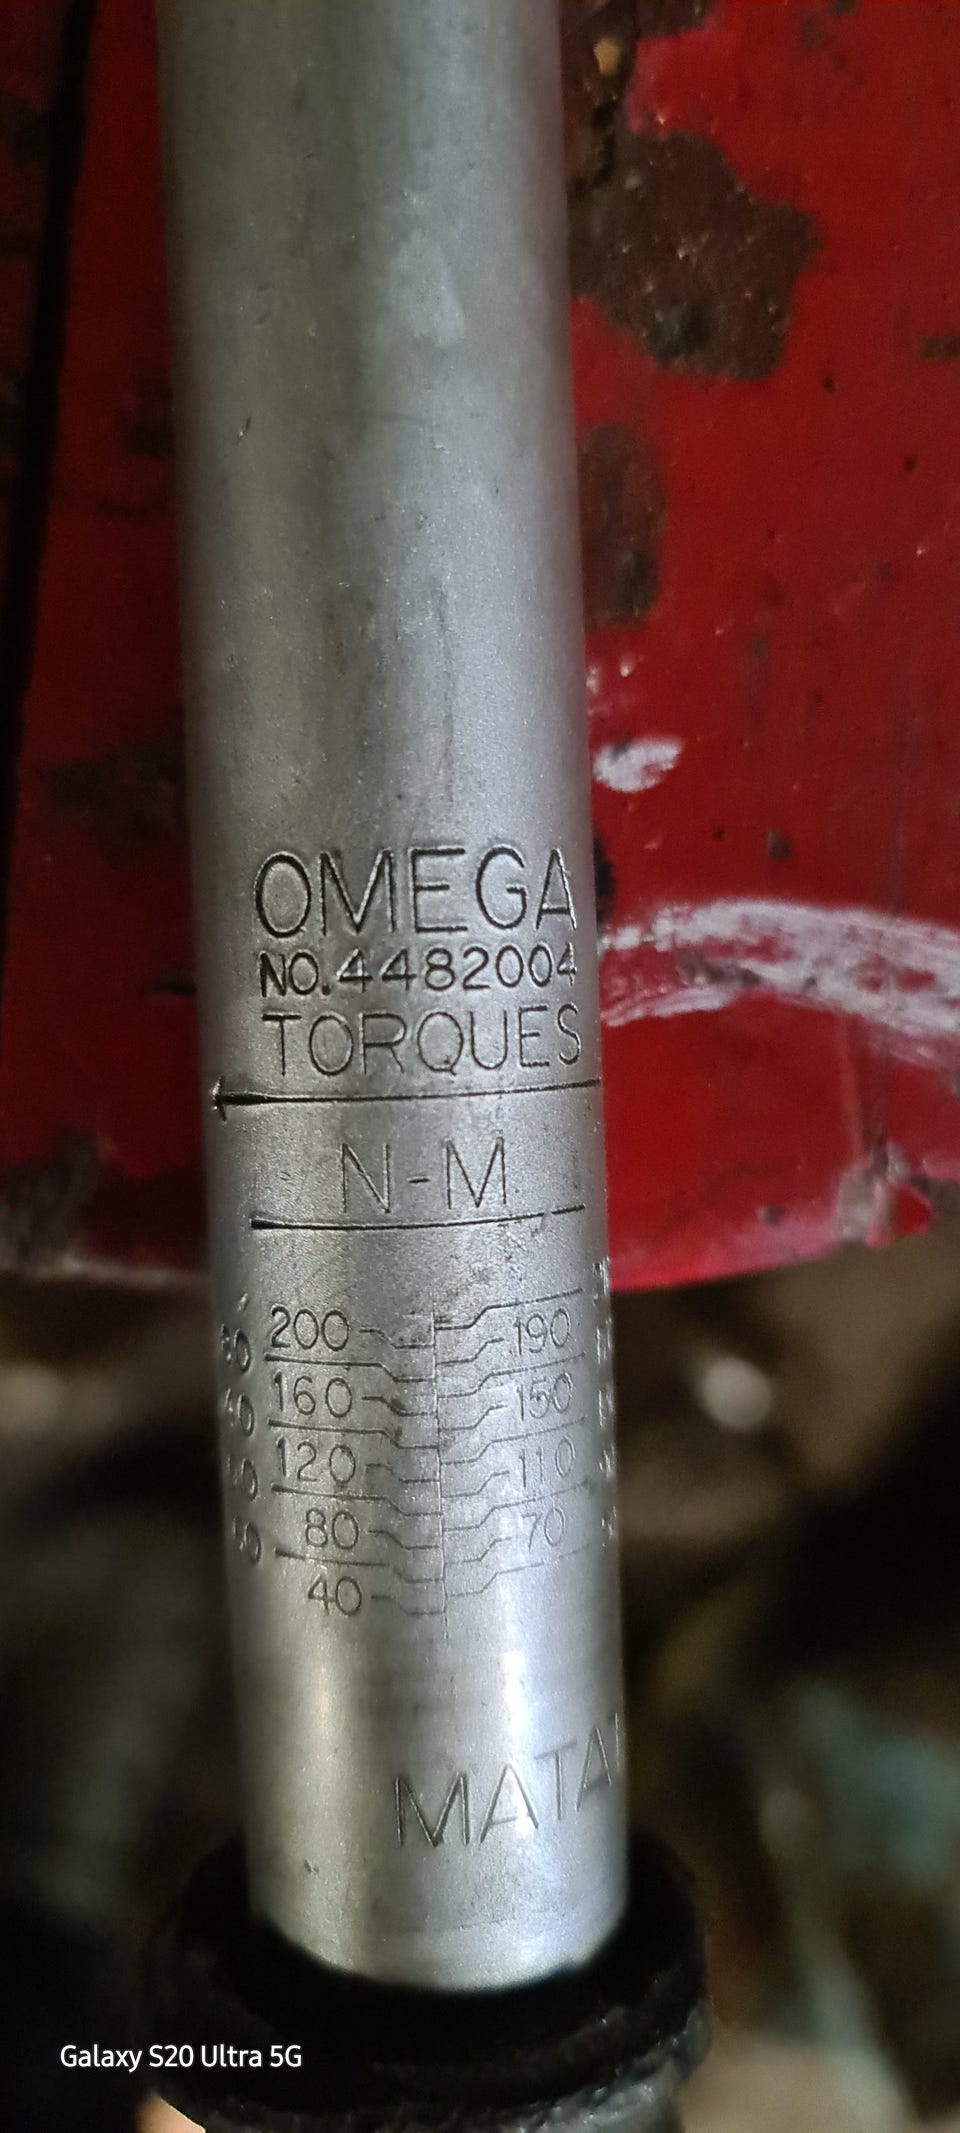 OMEGA
NO.4482004
TORQUES
N-M
200 190
160 150
120 110
80 70
40
Galaxy S20 Ultra 5G